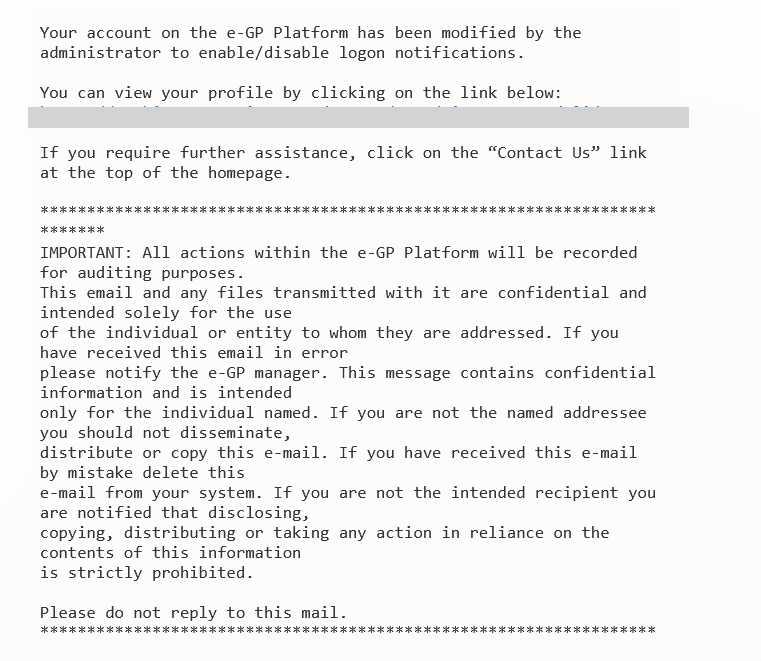 Your account on the e-GP Platform has been modified by the
administrator to enable/disable logon notifications.
You can view your profile by clicking on the link below:
If you require further assistance, click on the “Contact Us” link
at the top of the homepage.
******************************************************************
*******
IMPORTANT: All actions within the e-GP Platform will be recorded
for auditing purposes.
This email and any files transmitted with it are confidential and
intended solely for the use
of the individual or entity to whom they are addressed. If you
have received this email in error
please notify the e-GP manager. This message contains confidential
information and is intended
only for the individual named. If you are not the named addressee
you should not disseminate,
distribute or copy this e-mail. If you have received this e-mail
by mistake delete this
e-mail from your system. If you are not the intended recipient you
are notified that disclosing,
copying, distributing or taking any action in reliance on the
contents of this information
is strictly prohibited.
Please do not reply to this mail.
******************************************************************